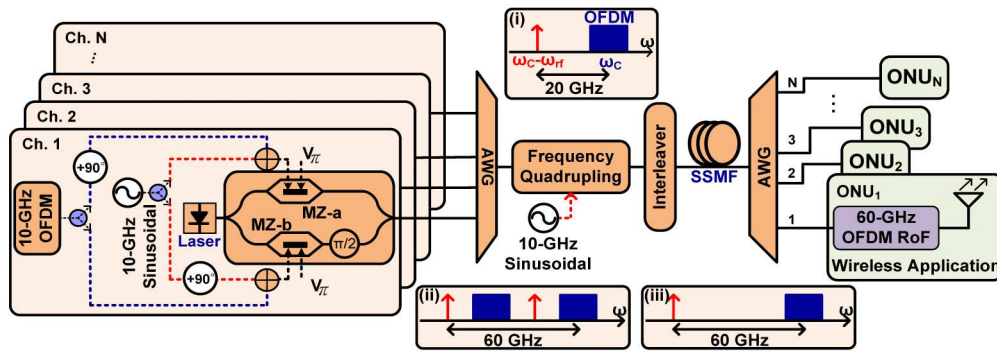 Ch. N
⋮
Ch. 3
Ch. 2
Ch. 1
+90°
10-GHz
OFDM
10-GHz
Sinusoidal
Laser
+90°
Vπ
MZ-a
MZ-b
π/2
Vπ
AWG
(i)
OFDM
ω
ωC-ωrf
ωC
20 GHz
Frequency
Quadrupling
10-GHz
Sinusoidal
Interleaver
SSMF
AWG
N
⋮
3
2
1
ONUN
⋮
ONU3
ONU2
ONU1
60-GHz
OFDM RoF
Wireless Application
(ii)
ω
60 GHz
(iii)
ω
60 GHz